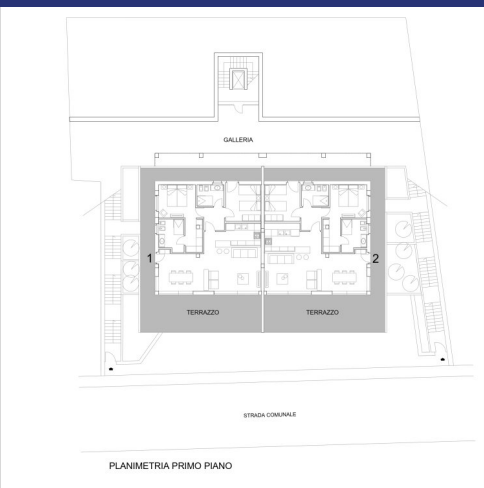 GALLERIA
1
2
TERRAZZO
TERRAZZO
STRADA COMUNALE
PLANIMETRIA PRIMO PIANO